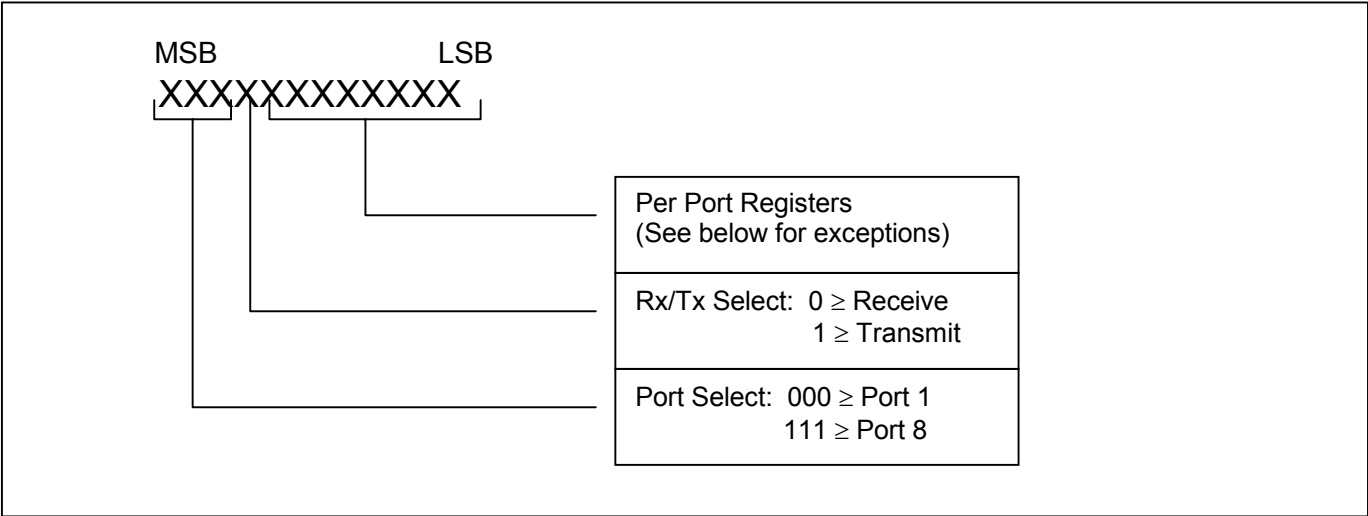 MSB LSB
XXXXXXXXXXXX
Per Port Registers
(See below for exceptions)
Rx/Tx Select: 0 ≥ Receive
1 ≥ Transmit
Port Select: 000 ≥ Port 1
111 ≥ Port 8